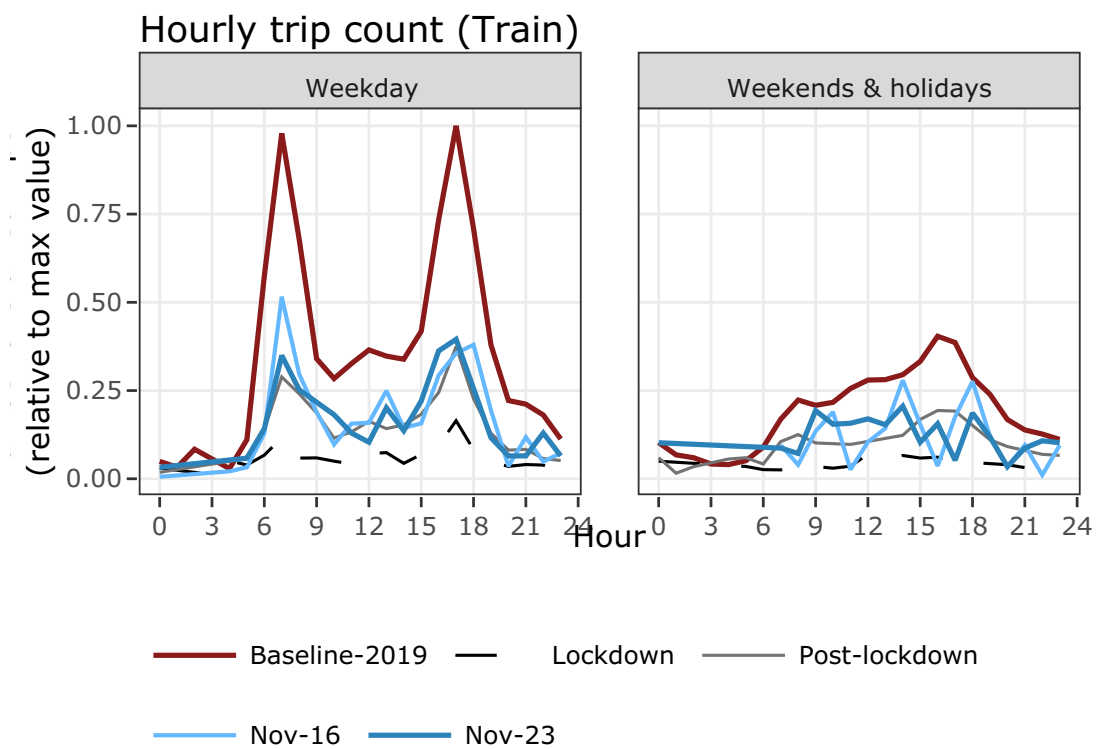 Hourly trip count (Train)
Weekday
Weekends & holidays
(relative to max value)
1.00
0.75
0.50
0.25
0.00
0 3 6 9 12 15 18 21 24
0 3 6 9 12 15 18 21 24
Hour
Baseline-2019 Lockdown Post-lockdown
Nov-16 Nov-23